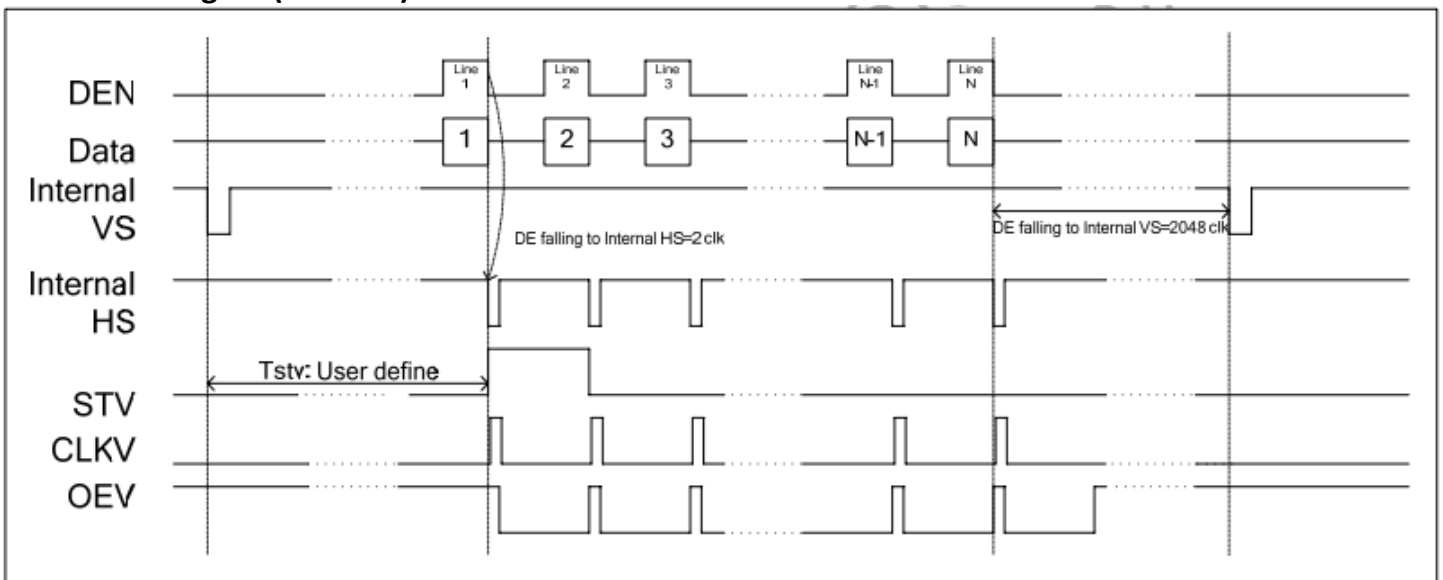 DEN
Line 1
Line 2
Line 3
Line N-1
Line N
Data
1
2
3
N-1
N
Internal VS
DE falling to Internal HS=2 clk
DE falling to Internal VS=2048 clk
Internal HS
Tstv: User define
STV
CLKV
OEV